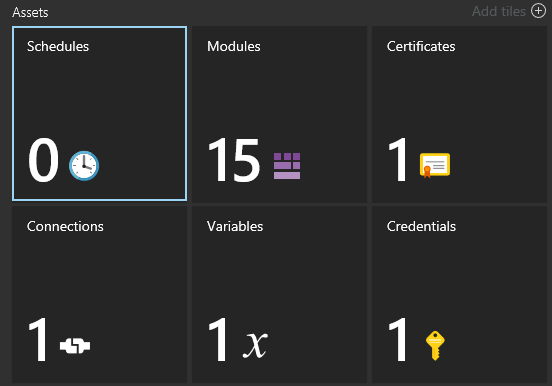 Assets
Add tiles
Schedules
Modules
Certificates
0
15
1
Connections
Variables
Credentials
1
1 x
1